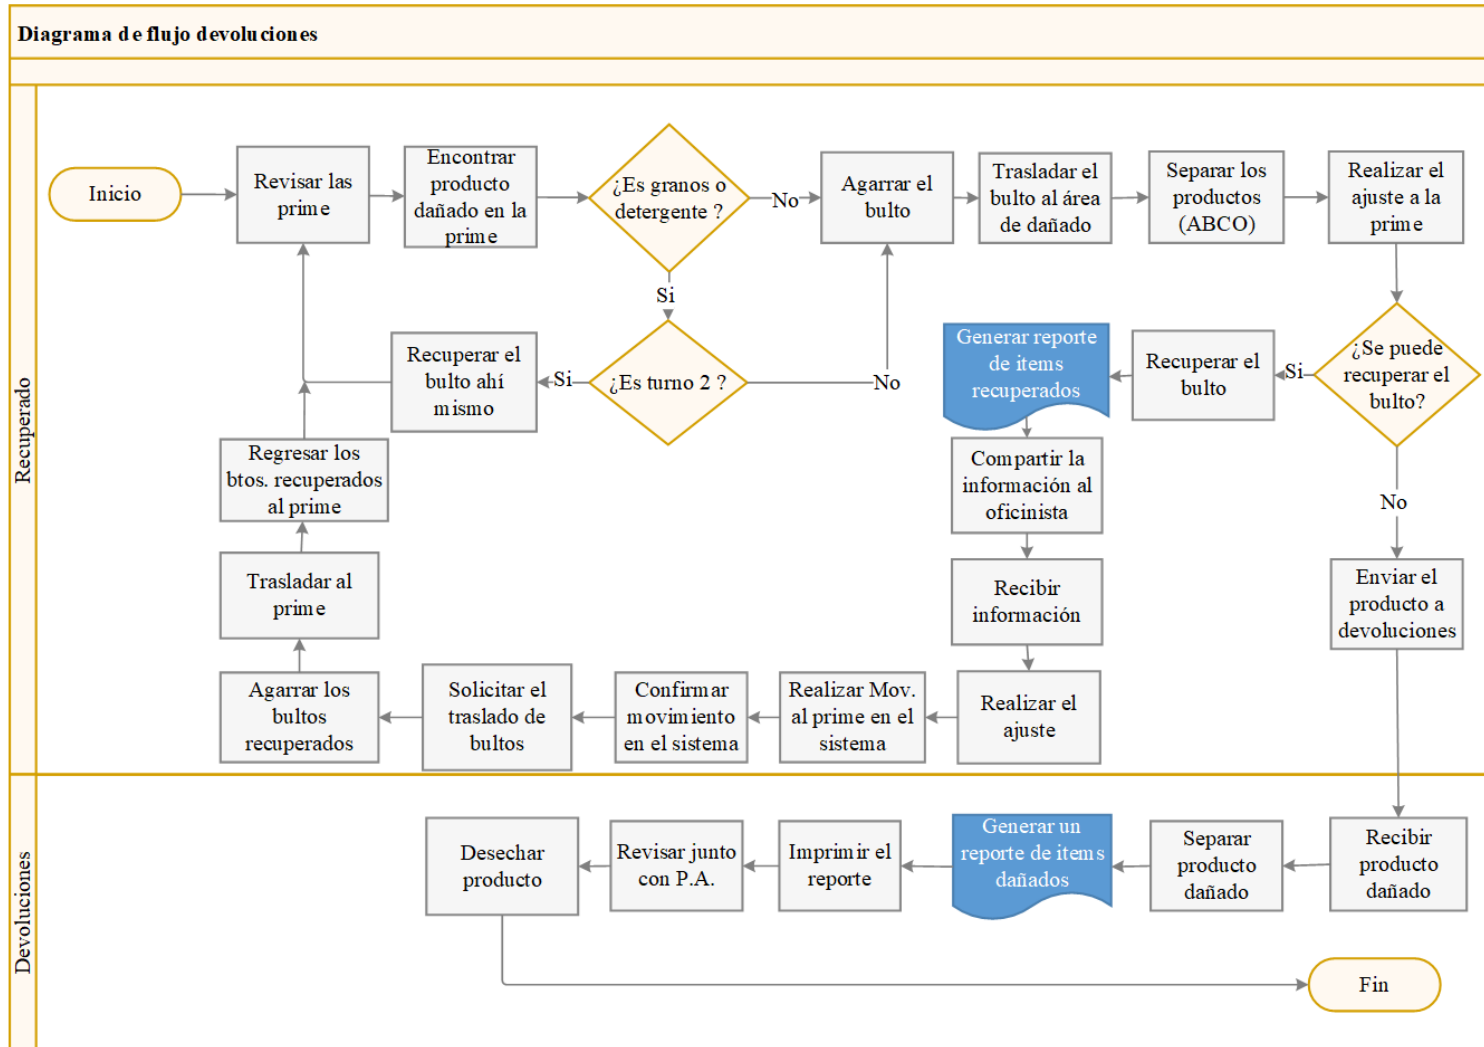 Diagrama de flujo devoluciones
Recuperado
Inicio
Revisar las
prime
Encontrar
producto
dañado en la
prime
¿Es granos o
detergente ?
No
Agarrar el
bulto
Trasladar el
bulto al área
de dañado
Separar los
productos
(ABCO)
Realizar el
ajuste a la
prime
Si
¿Es turno 2 ?
Si
No
Recuperar el
bulto ahí
mismo
¿Se puede
recuperar el
bulto?
Si
Recuperar el
bulto
Generar reporte
de items
recuperados
Compartir la
información al
oficinista
Recibir
información
Realizar el
ajuste
Realizar Mov.
al prime en el
sistema
Confirmar
movimiento
en el sistema
Solicitar el
traslado de
bultos
Agarrar los
bultos
recuperados
Trasladar al
prime
Regresar los
btos. recuperados
al prime
No
Enviar el
producto a
devoluciones
Devoluciones
Recibir
producto
dañado
Separar
producto
dañado
Generar un
reporte de items
dañados
Imprimir el
reporte
Revisar junto
con P.A.
Desechar
producto
Fin